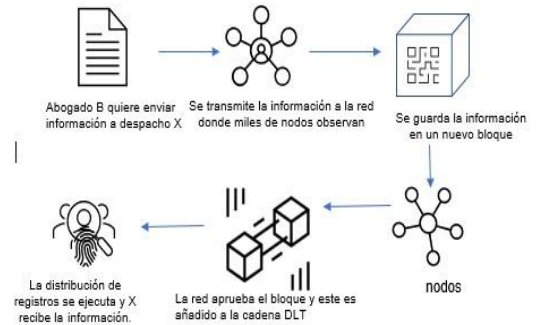 Abogado B quiere enviar
información a despacho X
Se transmite la información a la red
donde miles de nodos observan
Se guarda la información
en un nuevo bloque
nodos
La red aprueba el bloque y este es
añadido a la cadena DLT
La distribución de
registros se ejecuta y X
recibe la información.